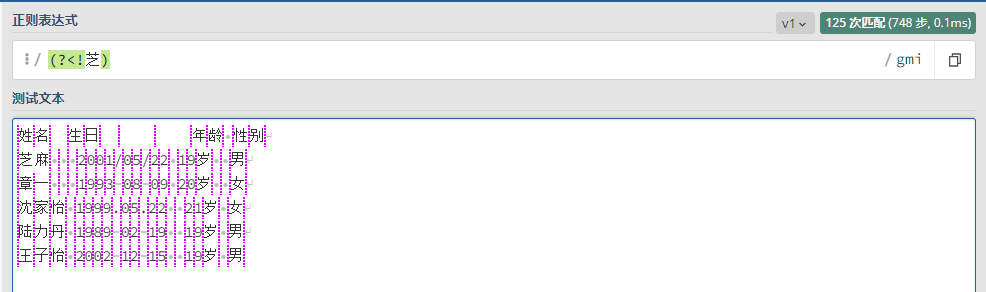 正则表达式
v1 125 次匹配 (748 步, 0.1ms)
/ (?<!芝) / gmi
测试文本
姓名 生日 年龄 性别
芝麻 2001/05/22 19岁 男
章一 1993-08-09 20岁 女
沈家怡 1999.05.22 21岁 女
陆力丹 1989-02-19 19岁 男
王子怡 2002-12-15 19岁 男